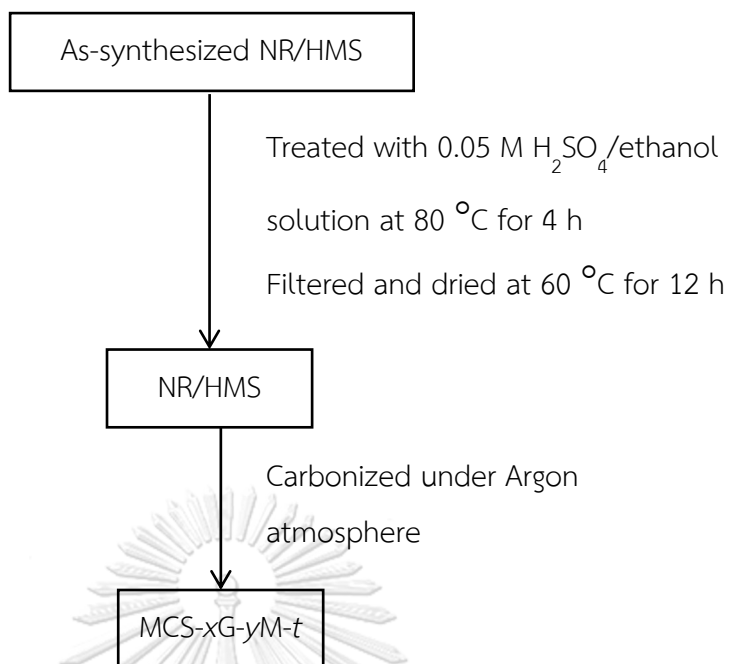 As-synthesized NR/HMS
Treated with 0.05 M H₂SO₄/ethanol
solution at 80 °C for 4 h
Filtered and dried at 60 °C for 12 h
NR/HMS
Carbonized under Argon
atmosphere
MCS-xG-yM-t